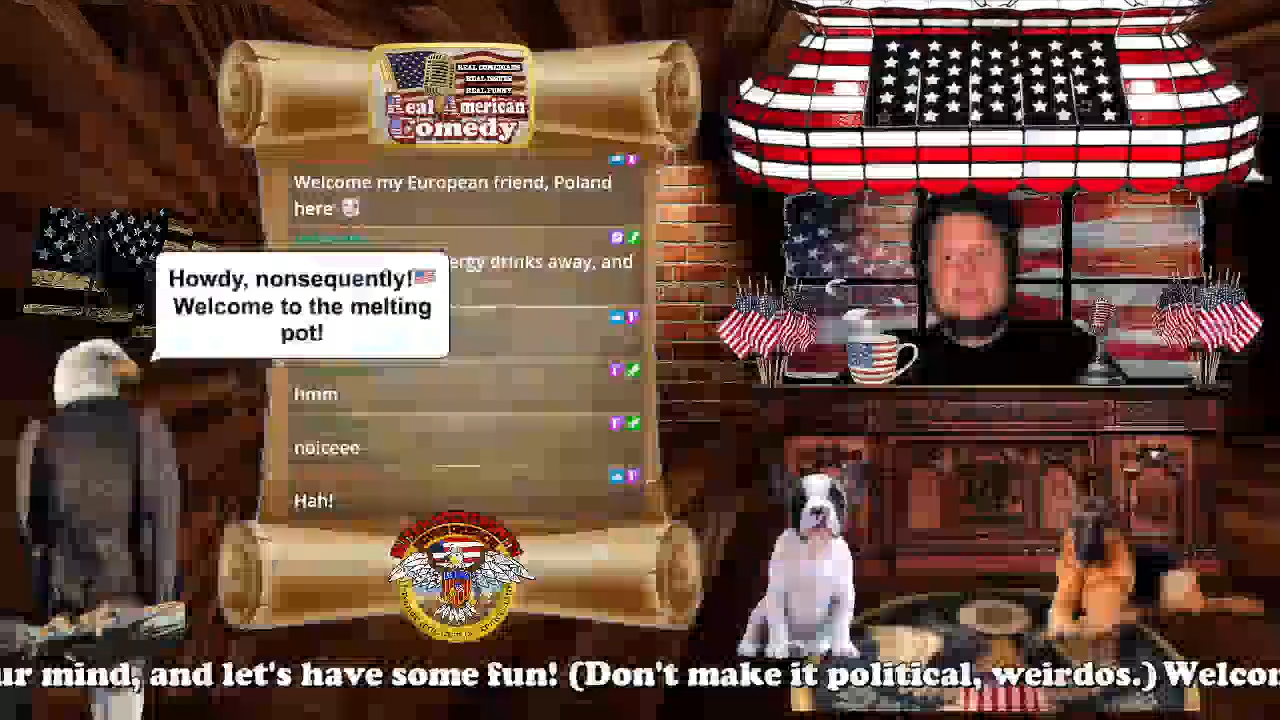 REAL COMEDIANS
REAL PEOPLE
REAL FUNNY
Real American
Comedy
Welcome my European friend, Poland
here
ergy drinks away, and
Howdy, nonsequently!
Welcome to the melting
pot!
hmm
noiceee
Hah!
ur mind, and let's have some fun! (Don't make it political, weirdos.) Welcom